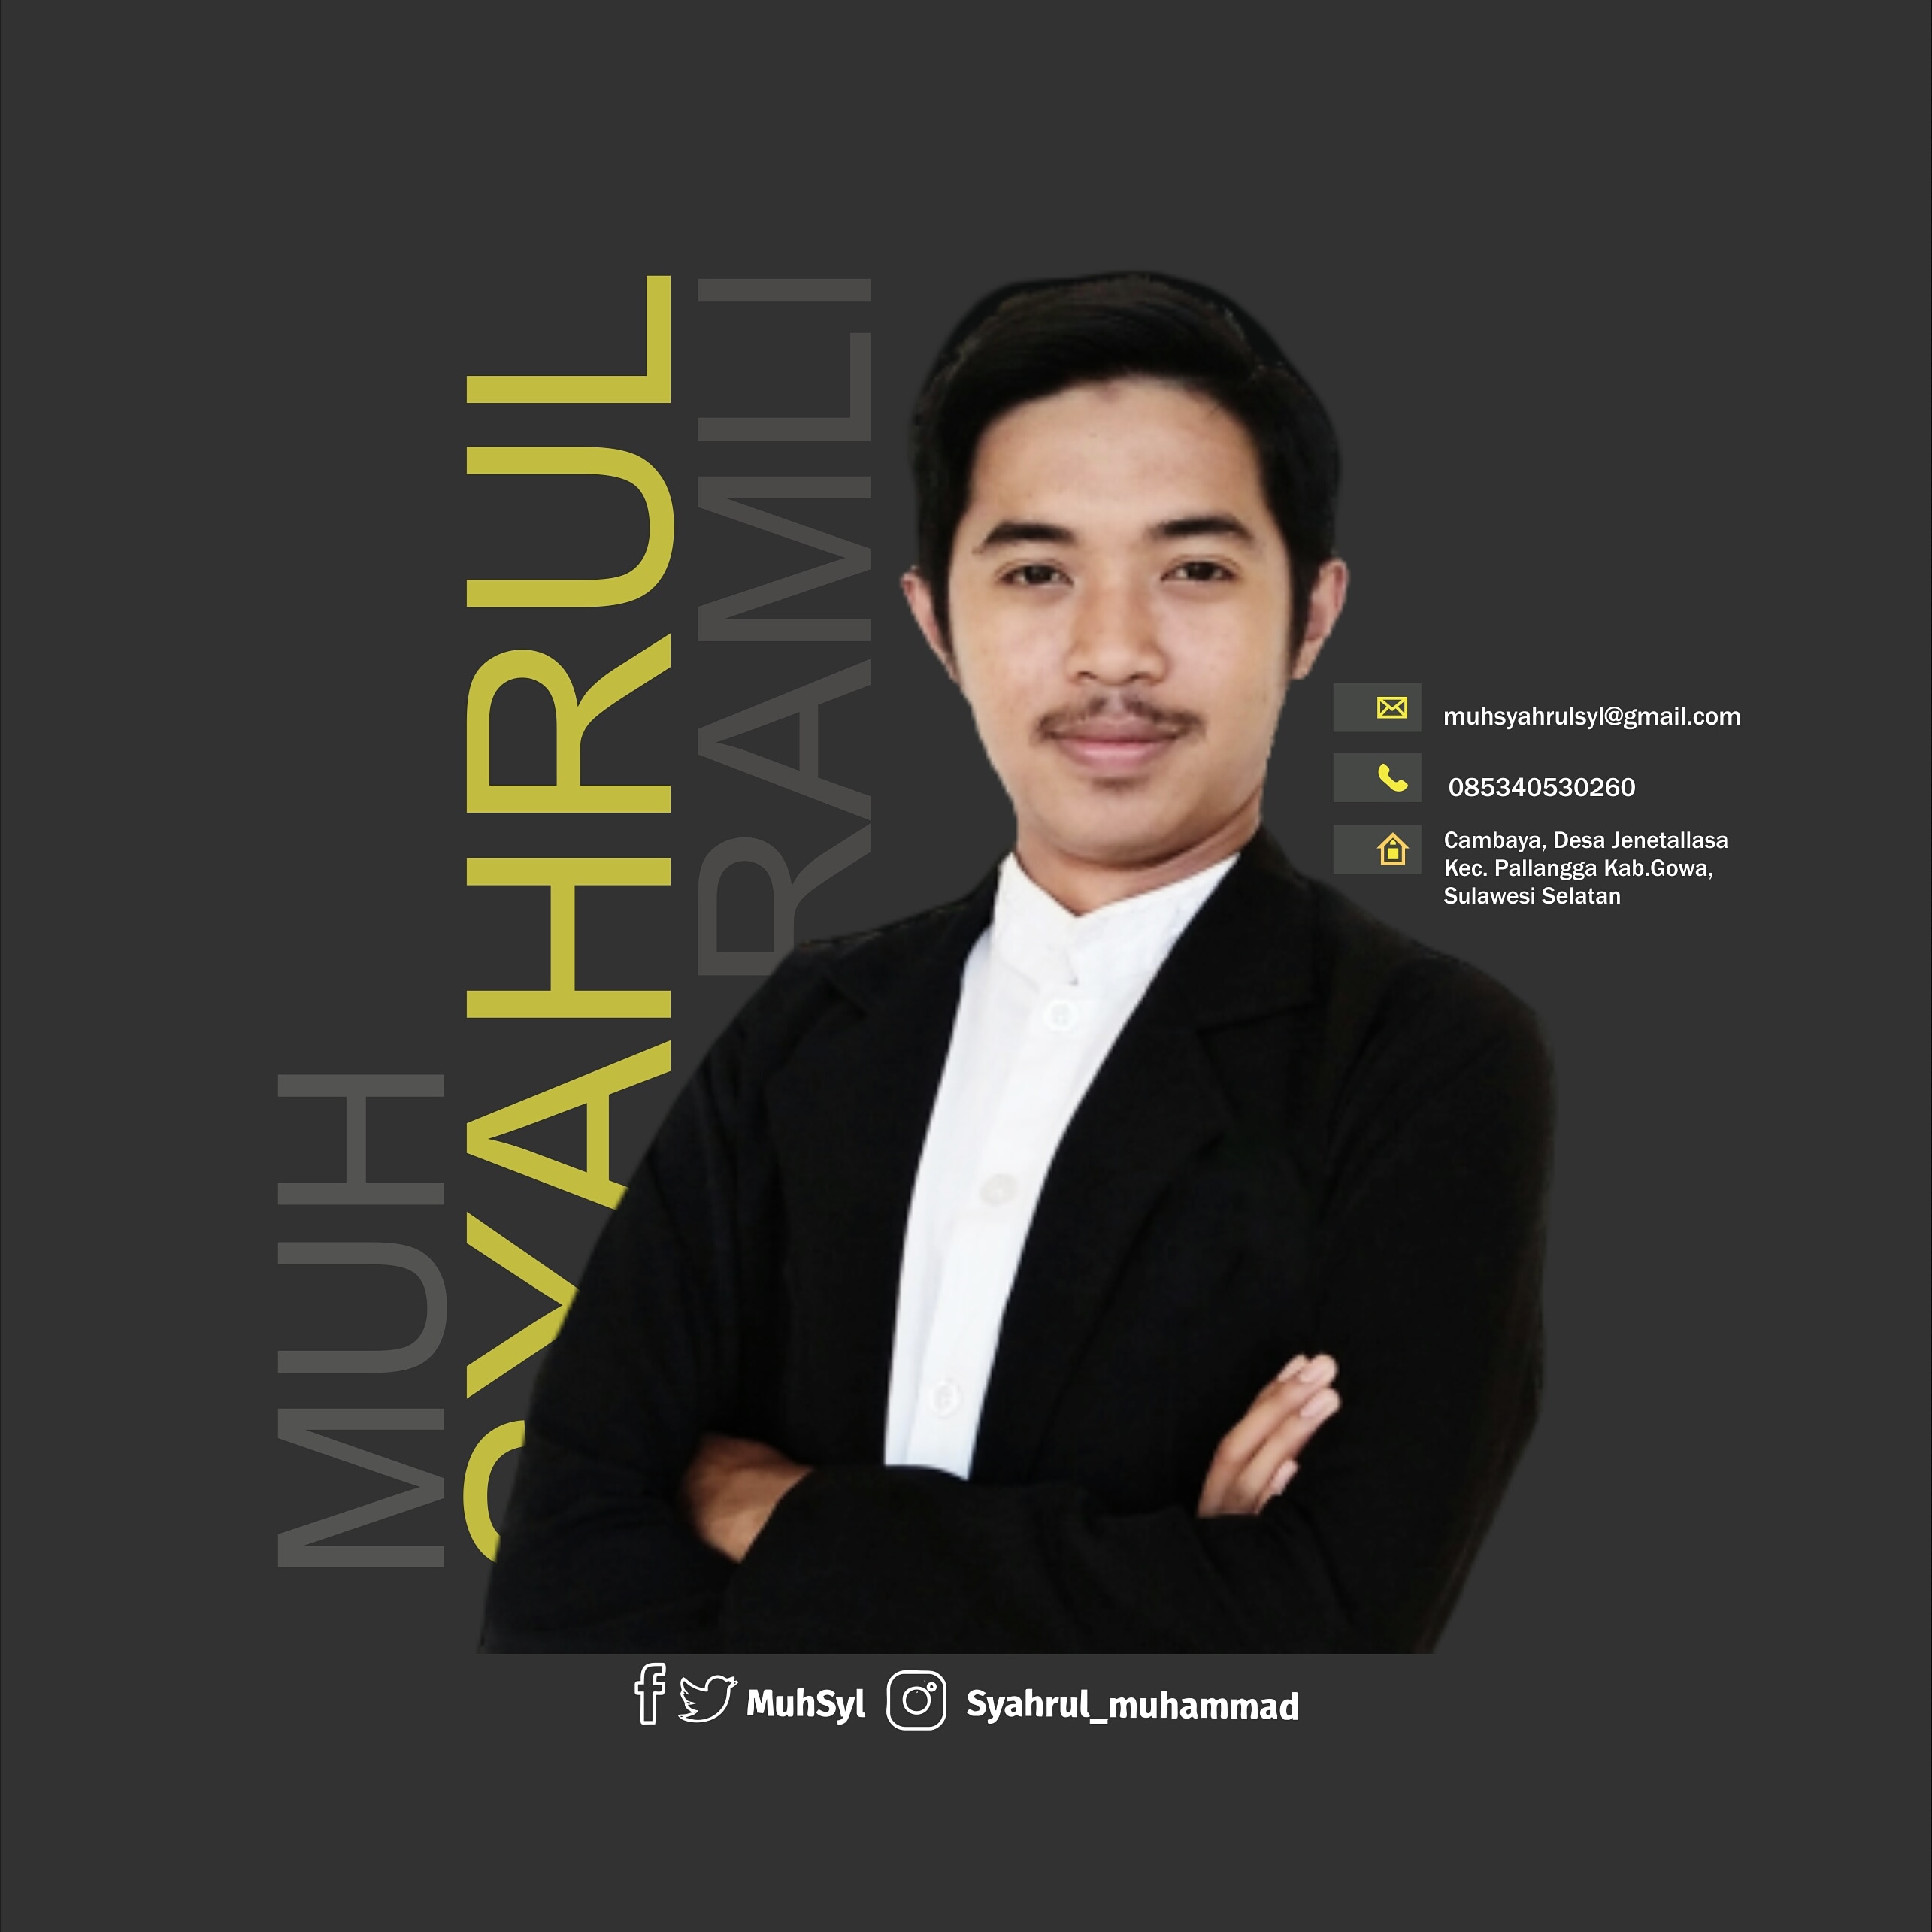 MUH
SYAHRUL
RAMLI
muhsyahrulsyl@gmail.com
085340530260
Cambaya, Desa Jenetallasa
Kec. Pallangga Kab.Gowa,
Sulawesi Selatan
MuhSyl
Syahrul_muhammad